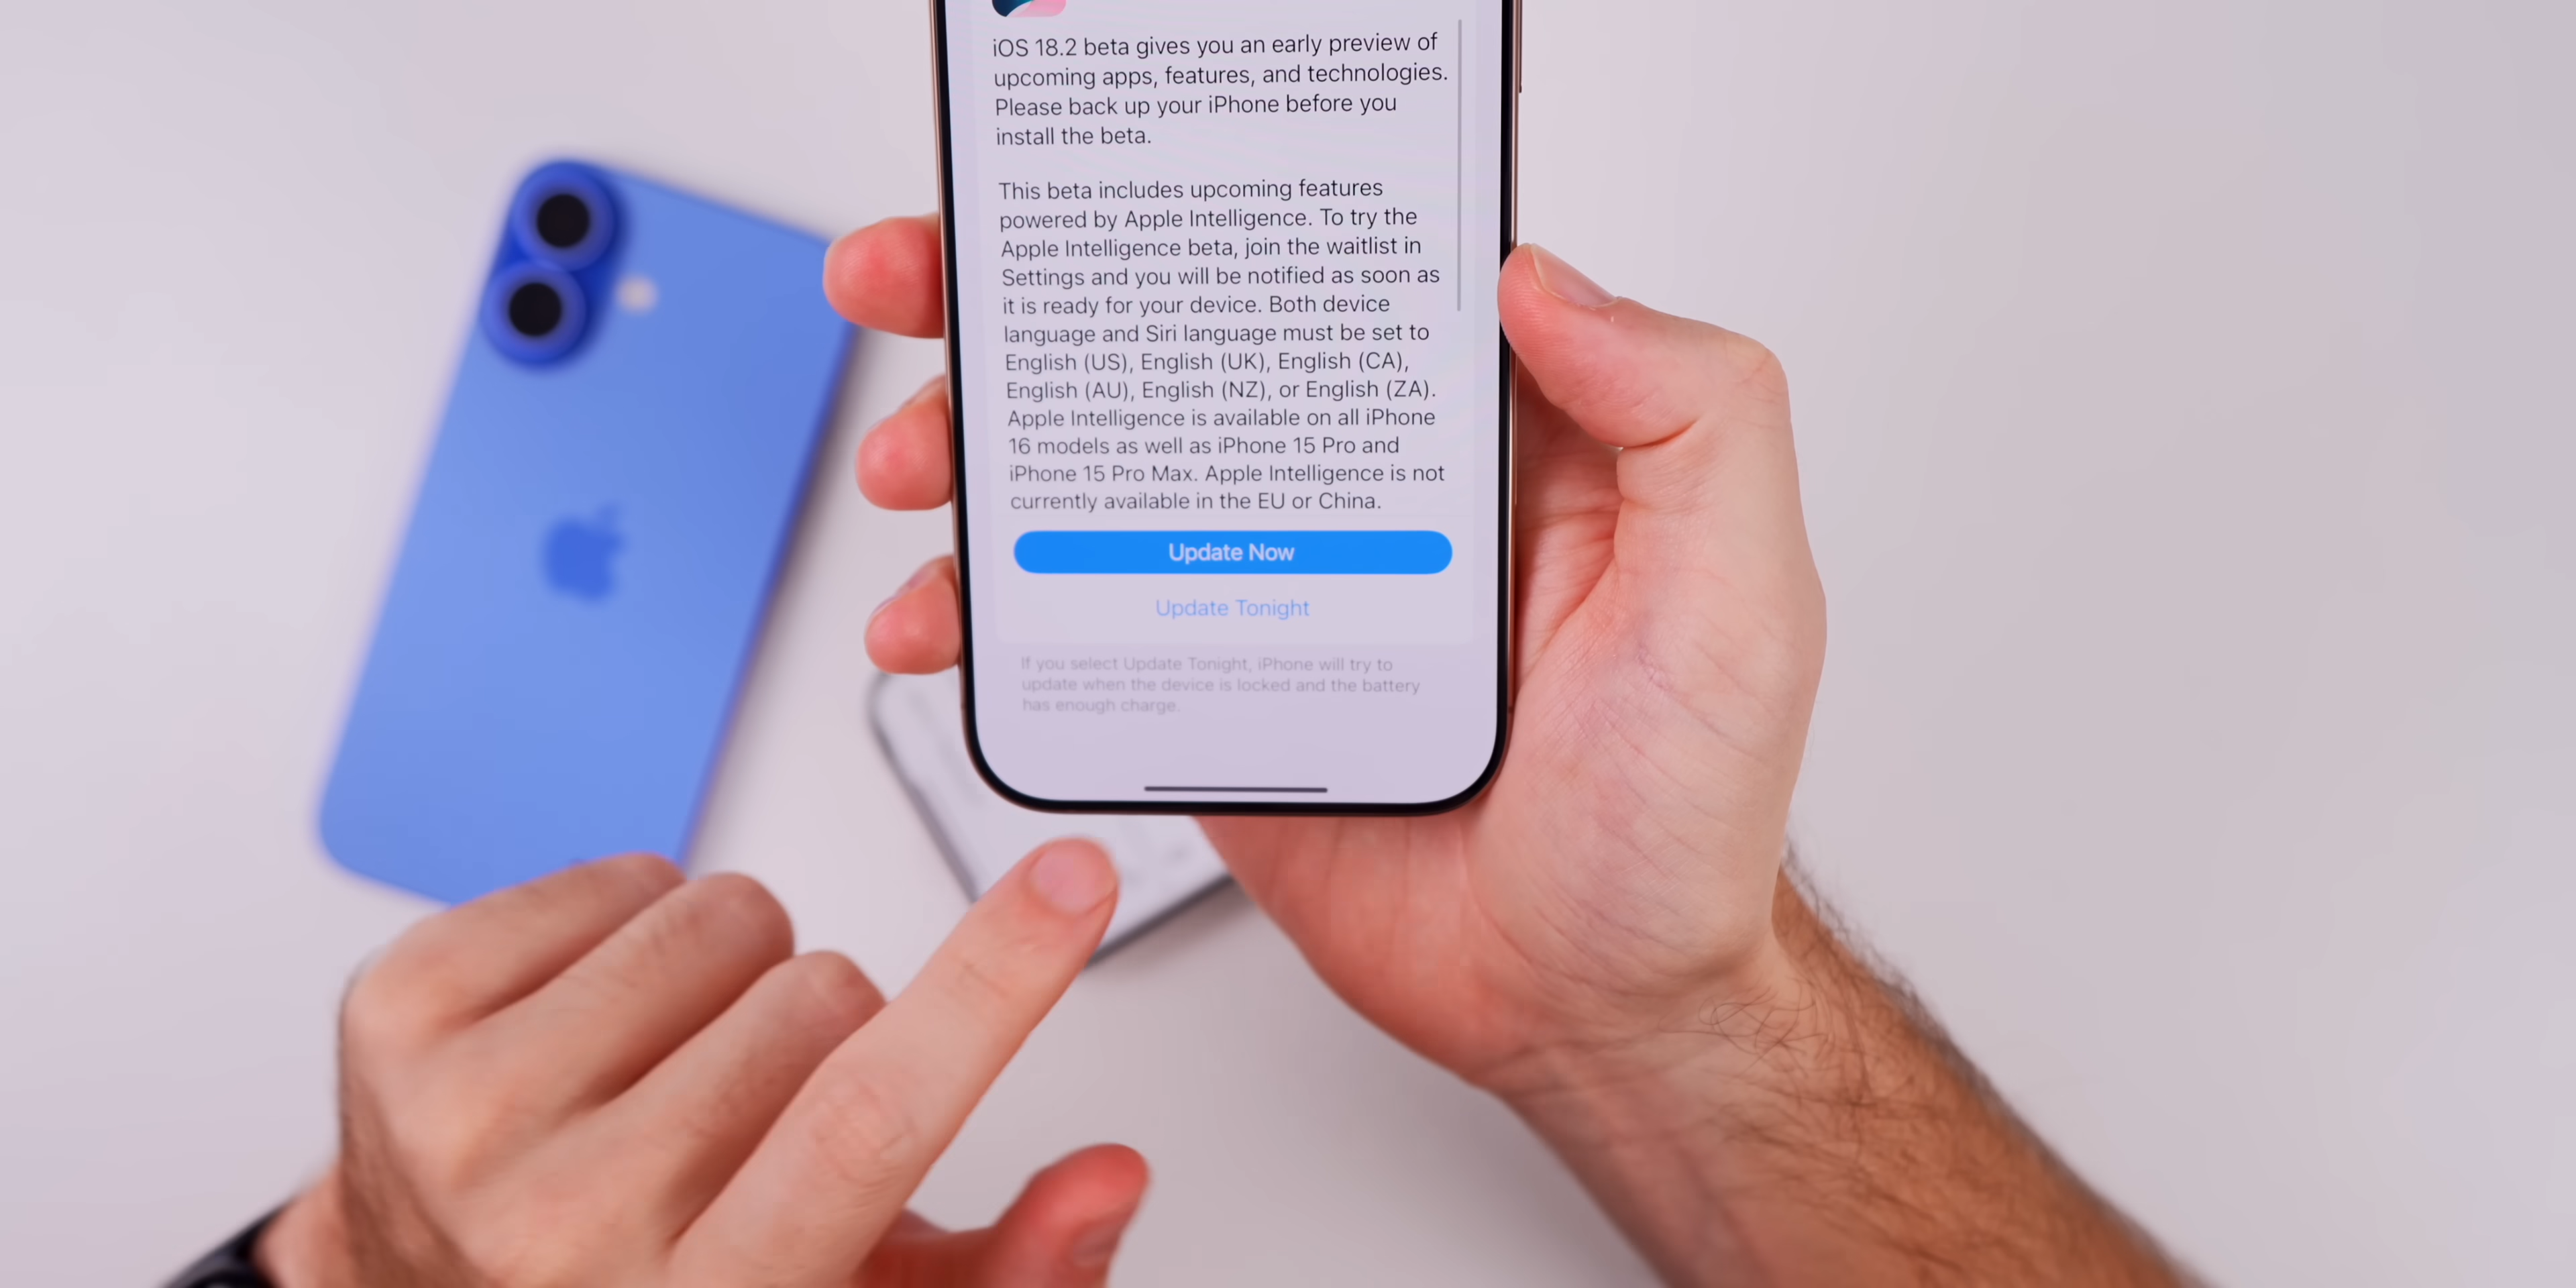 iOS 18.2 beta gives you an early preview of
upcoming apps, features, and technologies.
Please back up your iPhone before you
install the beta.
This beta includes upcoming features
powered by Apple Intelligence. To try the
Apple Intelligence beta, join the waitlist in
Settings and you will be notified as soon as
it is ready for your device. Both device
language and Siri language must be set to
English (US), English (UK), English (CA),
English (AU), English (NZ), or English (ZA).
Apple Intelligence is available on all iPhone
16 models as well as iPhone 15 Pro and
iPhone 15 Pro Max. Apple Intelligence is not
currently available in the EU or China.
Update Now
Update Tonight
If you select Update Tonight, iPhone will try to
update when the device is locked and the battery
has enough charge.